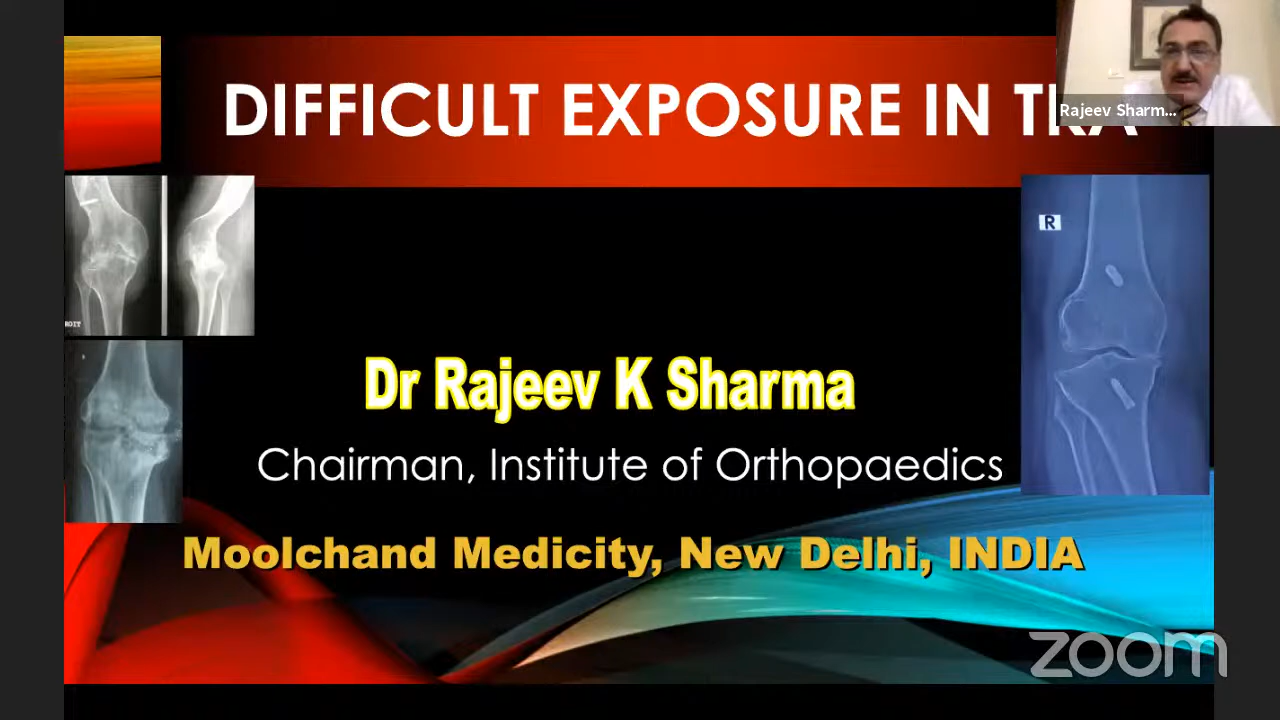 DIFFICULT EXPOSURE IN TKA
Rajeev Sharm...
R
Dr Rajeev K Sharma
Chairman, Institute of Orthopaedics
Moolchand Medicity, New Delhi, INDIA
zoom